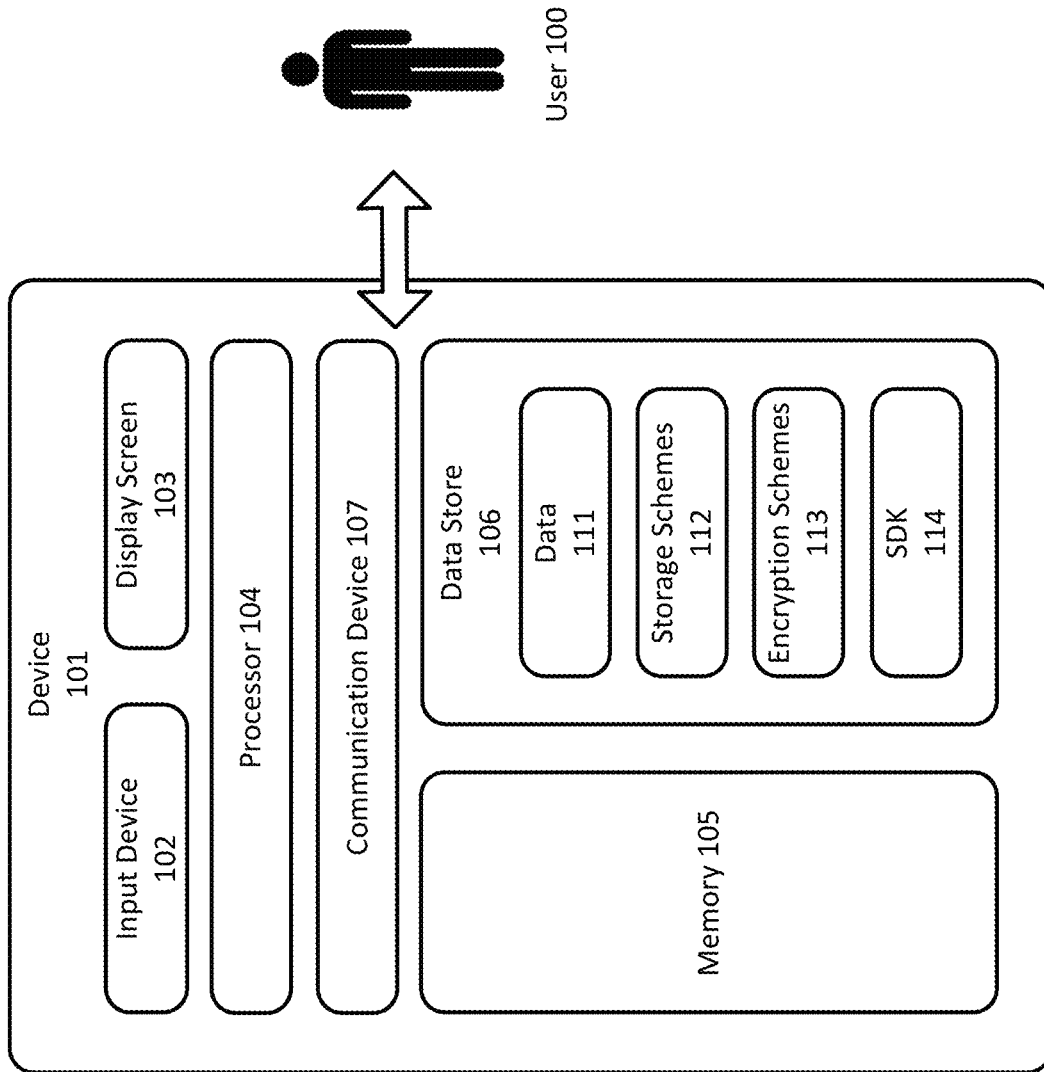 Device
101
Input Device
102
Display Screen
103
Processor 104
Communication Device 107
Memory 105
Data Store
106
Data
111
Storage Schemes
112
Encryption Schemes
113
SDK
114
User 100